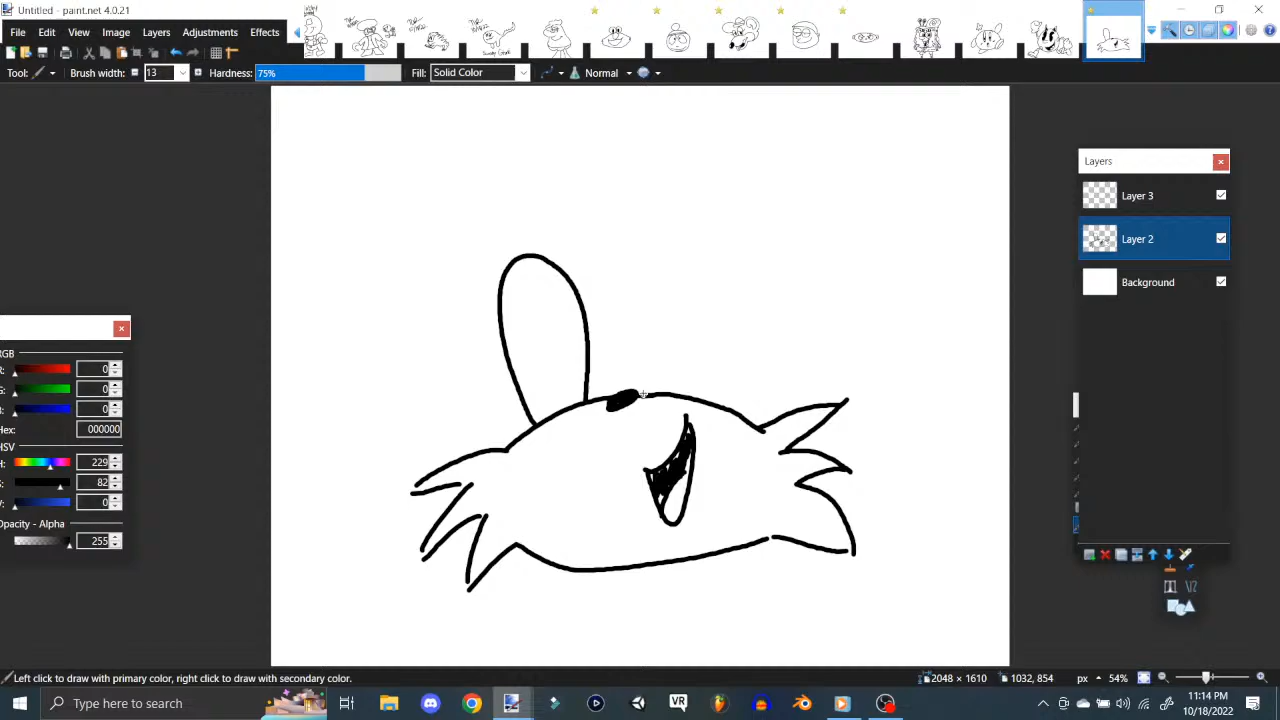 Untitled - paint.net 4.0.21
File Edit View Image Layers Adjustments Effects
Tool: Brush width: 13 Hardness: 75% Fill: Solid Color Normal
Layers
Layer 3
Layer 2
Background
RGB
R: 0
G: 0
B: 0
Hex: 000000
HSV
H: 229
S: 82
V: 0
Opacity - Alpha
255
Left click to draw with primary color, right click to draw with secondary color.
2048 × 1610
1032, 854
px
54%
Type here to search
VR
11:14 PM
10/18/2022